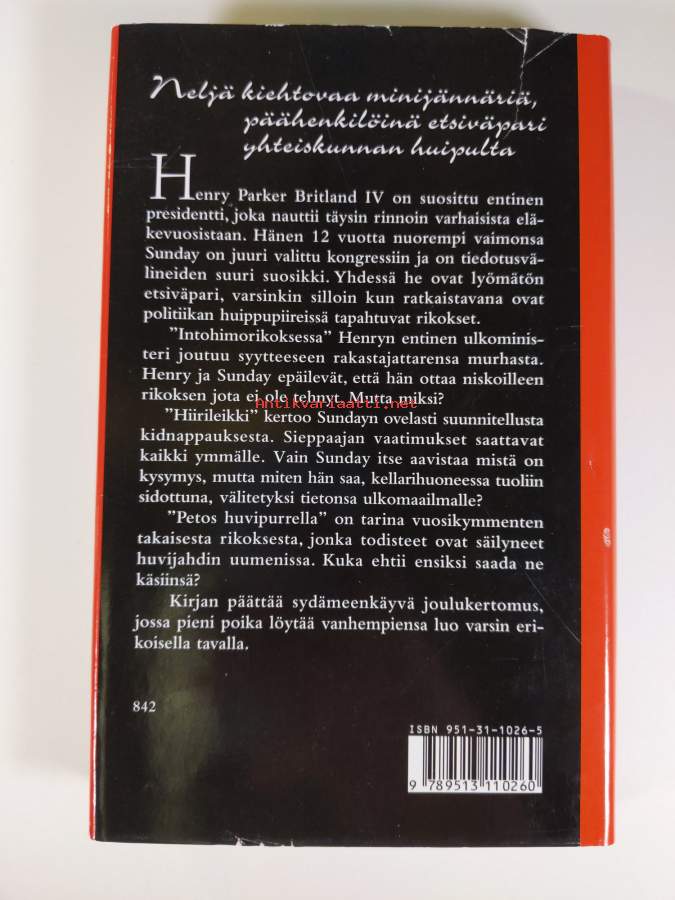 Neljä kiehtovaa minijännäriä,
päähenkilöinä etsiväpari
yhteiskunnan huipulta
Henry Parker Britland IV on suosittu entinen
presidentti, joka nauttii täysin rinnoin varhaisista elä-
kevuosistaan. Hänen 12 vuotta nuorempi vaimonsa
Sunday on juuri valittu kongressiin ja on tiedotusvä-
lineiden suuri suosikki. Yhdessä he ovat lyömätön
etsiväpari, varsinkin silloin kun ratkaistavana ovat
politiikan huippupiireissä tapahtuvat rikokset.
"Intohimorikoksessa" Henryn entinen ulkominis-
teri joutuu syytteeseen rakastajattarensa murhasta.
Henry ja Sunday epäilevät, että hän ottaa niskoilleen
rikoksen jota ei ole tehnyt. Mutta miksi?
Antikvariaatti.net
"Hiirileikki" kertoo Sundayn ovelasti suunnitellusta
kidnappauksesta. Sieppaajan vaatimukset saattavat
kaikki ymmälle. Vain Sunday itse aavistaa mistä on
kysymys, mutta miten hän saa, kellarihuoneessa tuoliin
sidottuna, välitetyksi tietonsa ulkomaailmalle?
"Petos huvipurrella" on tarina vuosikymmenten
takaisesta rikoksesta, jonka todisteet ovat säilyneet
huvijahdin uumenissa. Kuka ehtii ensiksi saada ne
käsiinsä?
Kirjan päättää sydämeenkäyvä joulukertomus,
jossa pieni poika löytää vanhempiensa luo varsin eri-
koisella tavalla.
842
ISBN 951-31-1026-5
9 789513 110260